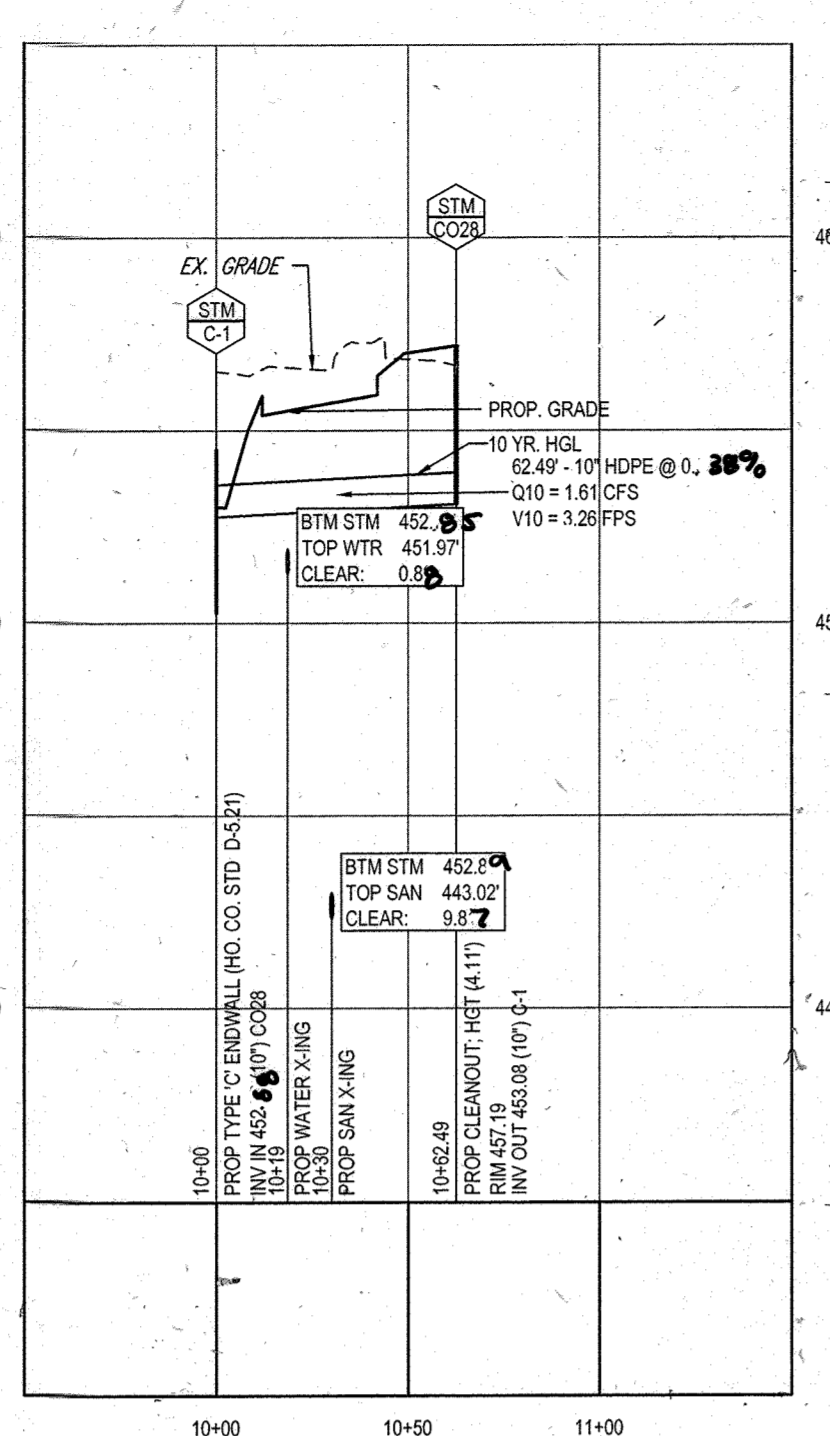 STM
CO28
46
EX. GRADE
STM
C-1
PROP. GRADE
10 YR. HGL
62.49' - 10" HDPE @ 0. 38%
Q10 = 1.61 CFS
V10 = 3.26 FPS
BTM STM 452.85
TOP WTR 451.97'
CLEAR: 0.88
45
BTM STM 452.89
TOP SAN 443.02'
CLEAR: 9.87
44
10+00
PROP TYPE 'C' ENDWALL (HO. CO. STD D-5.21)
INV IN 452. (10") CO28
10+19
PROP WATER X-ING
10+30
PROP SAN X-ING
10+62.49
PROP CLEANOUT; HGT (4.11')
RIM 457.19
INV OUT 453.08 (10") C-1
10+00
10+50
11+00